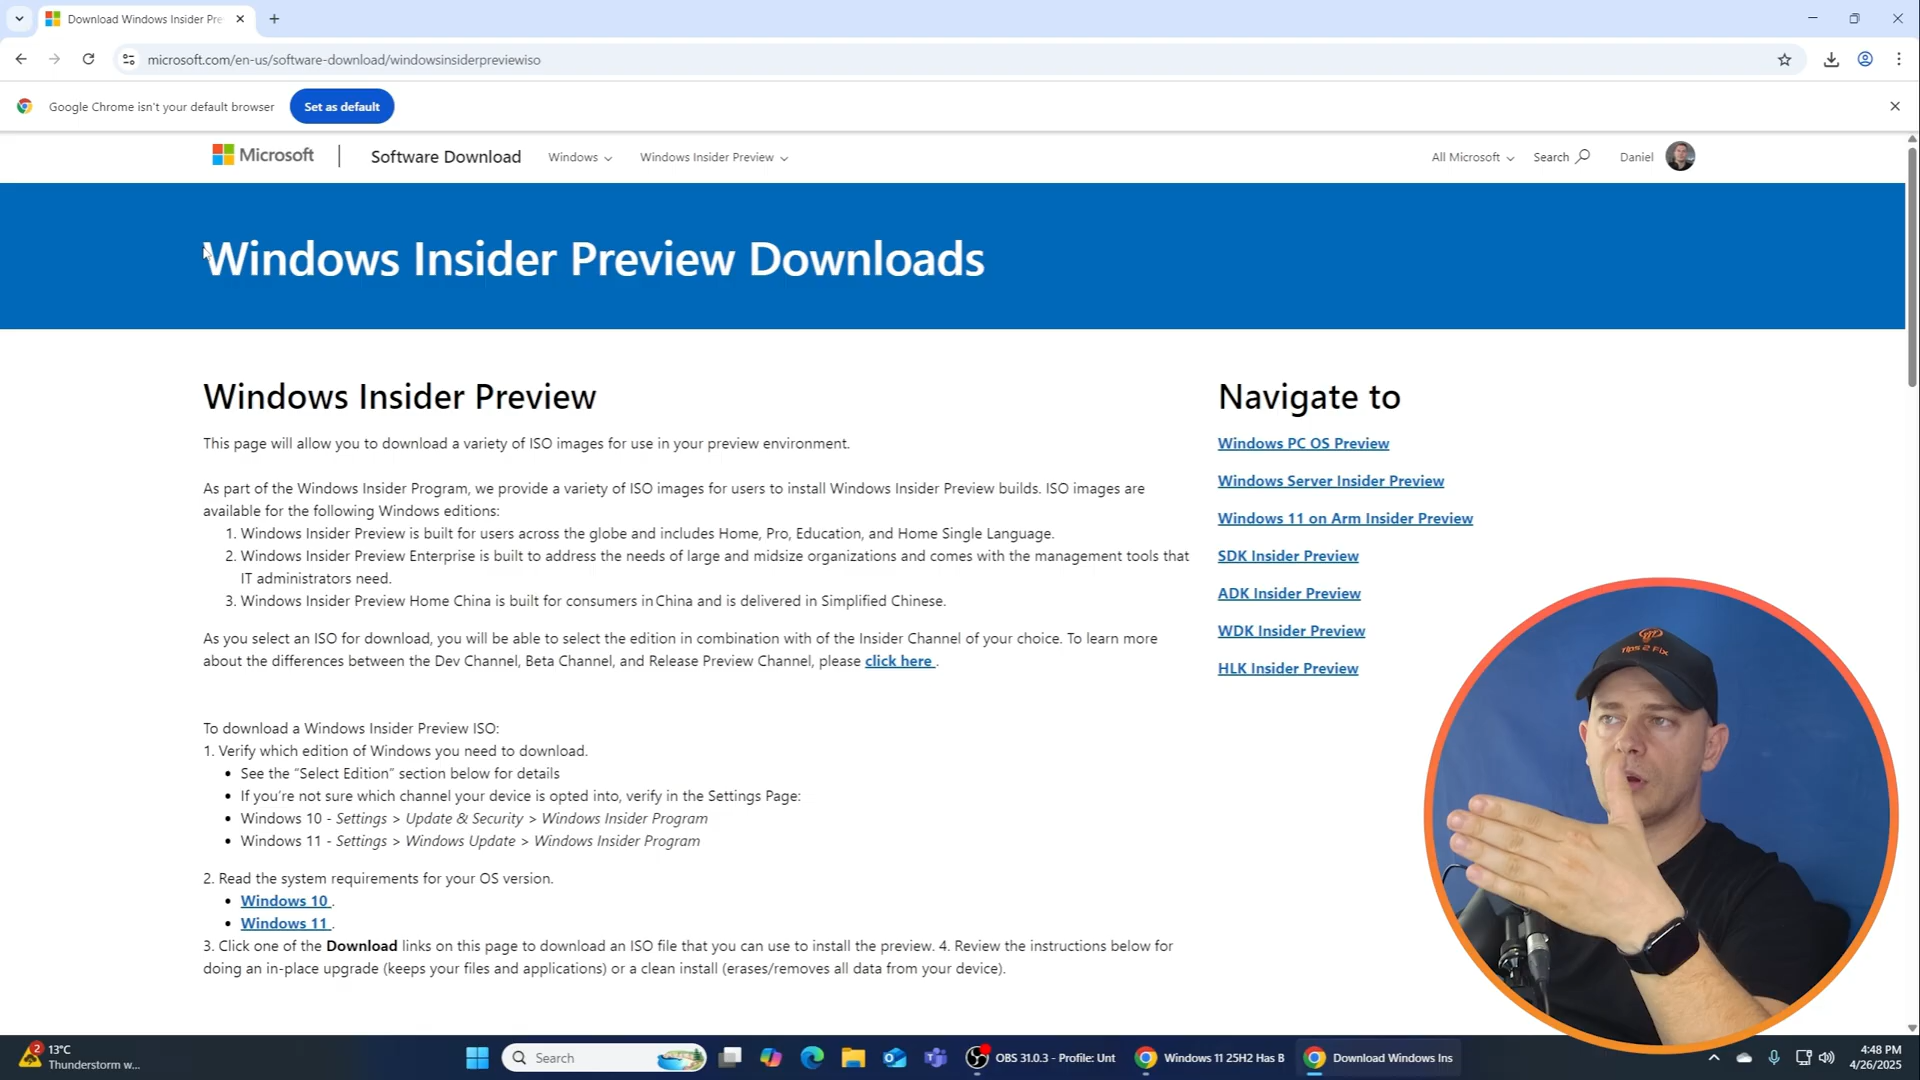 Download Windows Insider Pre
microsoft.com/en-us/software-download/windowsinsiderpreviewiso
Google Chrome isn't your default browser
Set as default
Microsoft
Software Download
Windows
Windows Insider Preview
All Microsoft
Search
Daniel
Windows Insider Preview Downloads
Windows Insider Preview
This page will allow you to download a variety of ISO images for use in your preview environment.
As part of the Windows Insider Program, we provide a variety of ISO images for users to install Windows Insider Preview builds. ISO images are
available for the following Windows editions:
1. Windows Insider Preview is built for users across the globe and includes Home, Pro, Education, and Home Single Language.
2. Windows Insider Preview Enterprise is built to address the needs of large and midsize organizations and comes with the management tools that
IT administrators need.
3. Windows Insider Preview Home China is built for consumers in China and is delivered in Simplified Chinese.
As you select an ISO for download, you will be able to select the edition in combination with of the Insider Channel of your choice. To learn more
about the differences between the Dev Channel, Beta Channel, and Release Preview Channel, please click here .
To download a Windows Insider Preview ISO:
1. Verify which edition of Windows you need to download.
• See the “Select Edition” section below for details
• If you’re not sure which channel your device is opted into, verify in the Settings Page:
• Windows 10 - Settings > Update & Security > Windows Insider Program
• Windows 11 - Settings > Windows Update > Windows Insider Program
2. Read the system requirements for your OS version.
• Windows 10 .
• Windows 11 .
3. Click one of the Download links on this page to download an ISO file that you can use to install the preview. 4. Review the instructions below for
doing an in-place upgrade (keeps your files and applications) or a clean install (erases/removes all data from your device).
Navigate to
Windows PC OS Preview
Windows Server Insider Preview
Windows 11 on Arm Insider Preview
SDK Insider Preview
ADK Insider Preview
WDK Insider Preview
HLK Insider Preview
Tips 2 Fix
2
13°C
Thunderstorm w...
Search
OBS 31.0.3 - Profile: Unt
Windows 11 25H2 Has B
Download Windows Ins
4:48 PM
4/26/2025